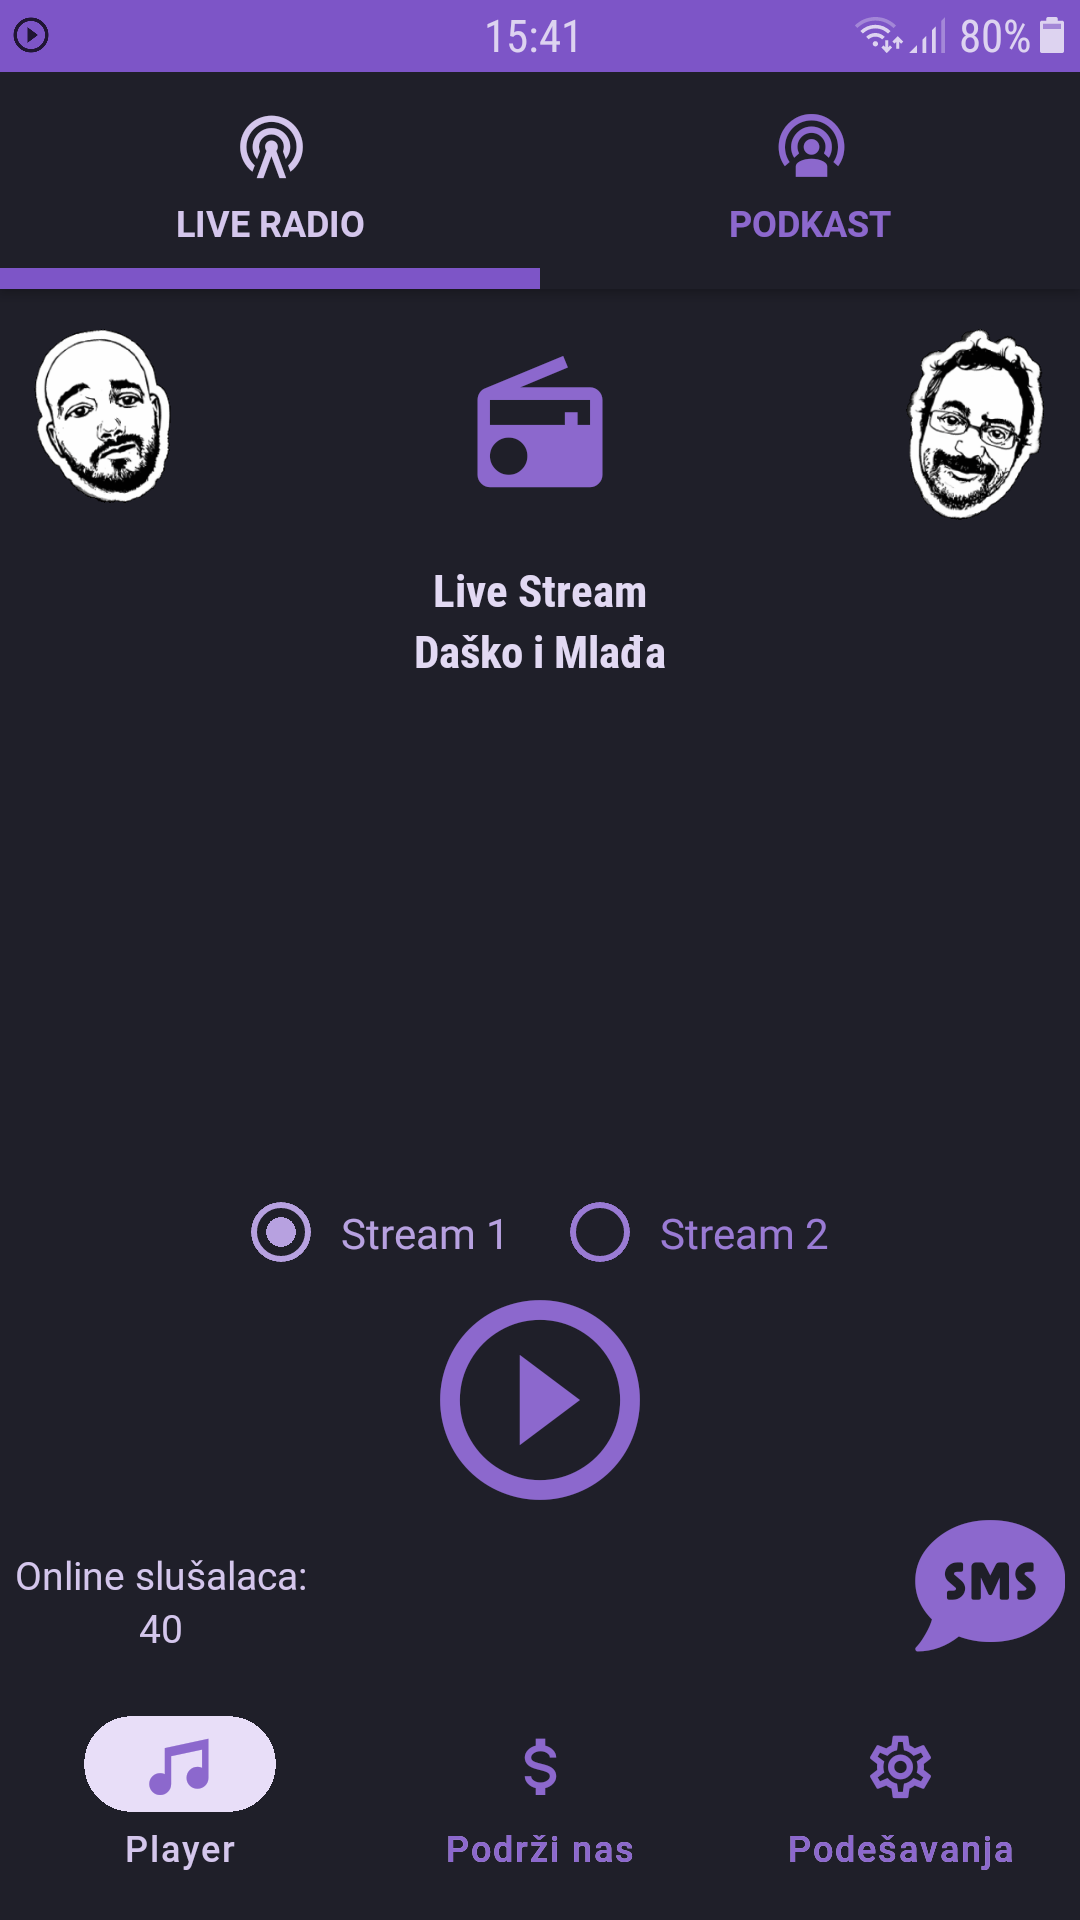 15:41
80%
LIVE RADIO
PODKAST
Live Stream
Daško i Mlađa
Stream 1
Stream 2
Online slušalaca:
40
SMS
Player
Podrži nas
Podešavanja